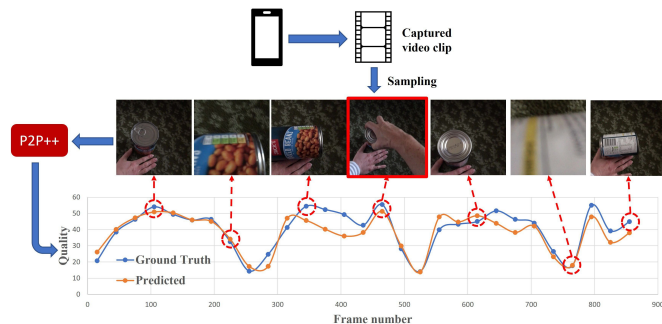 Captured
video clip
Sampling
P2P++
Quality
60
50
40
30
20
10
0
Ground Truth
Predicted
0
100
200
300
400
500
600
700
800
900
Frame number